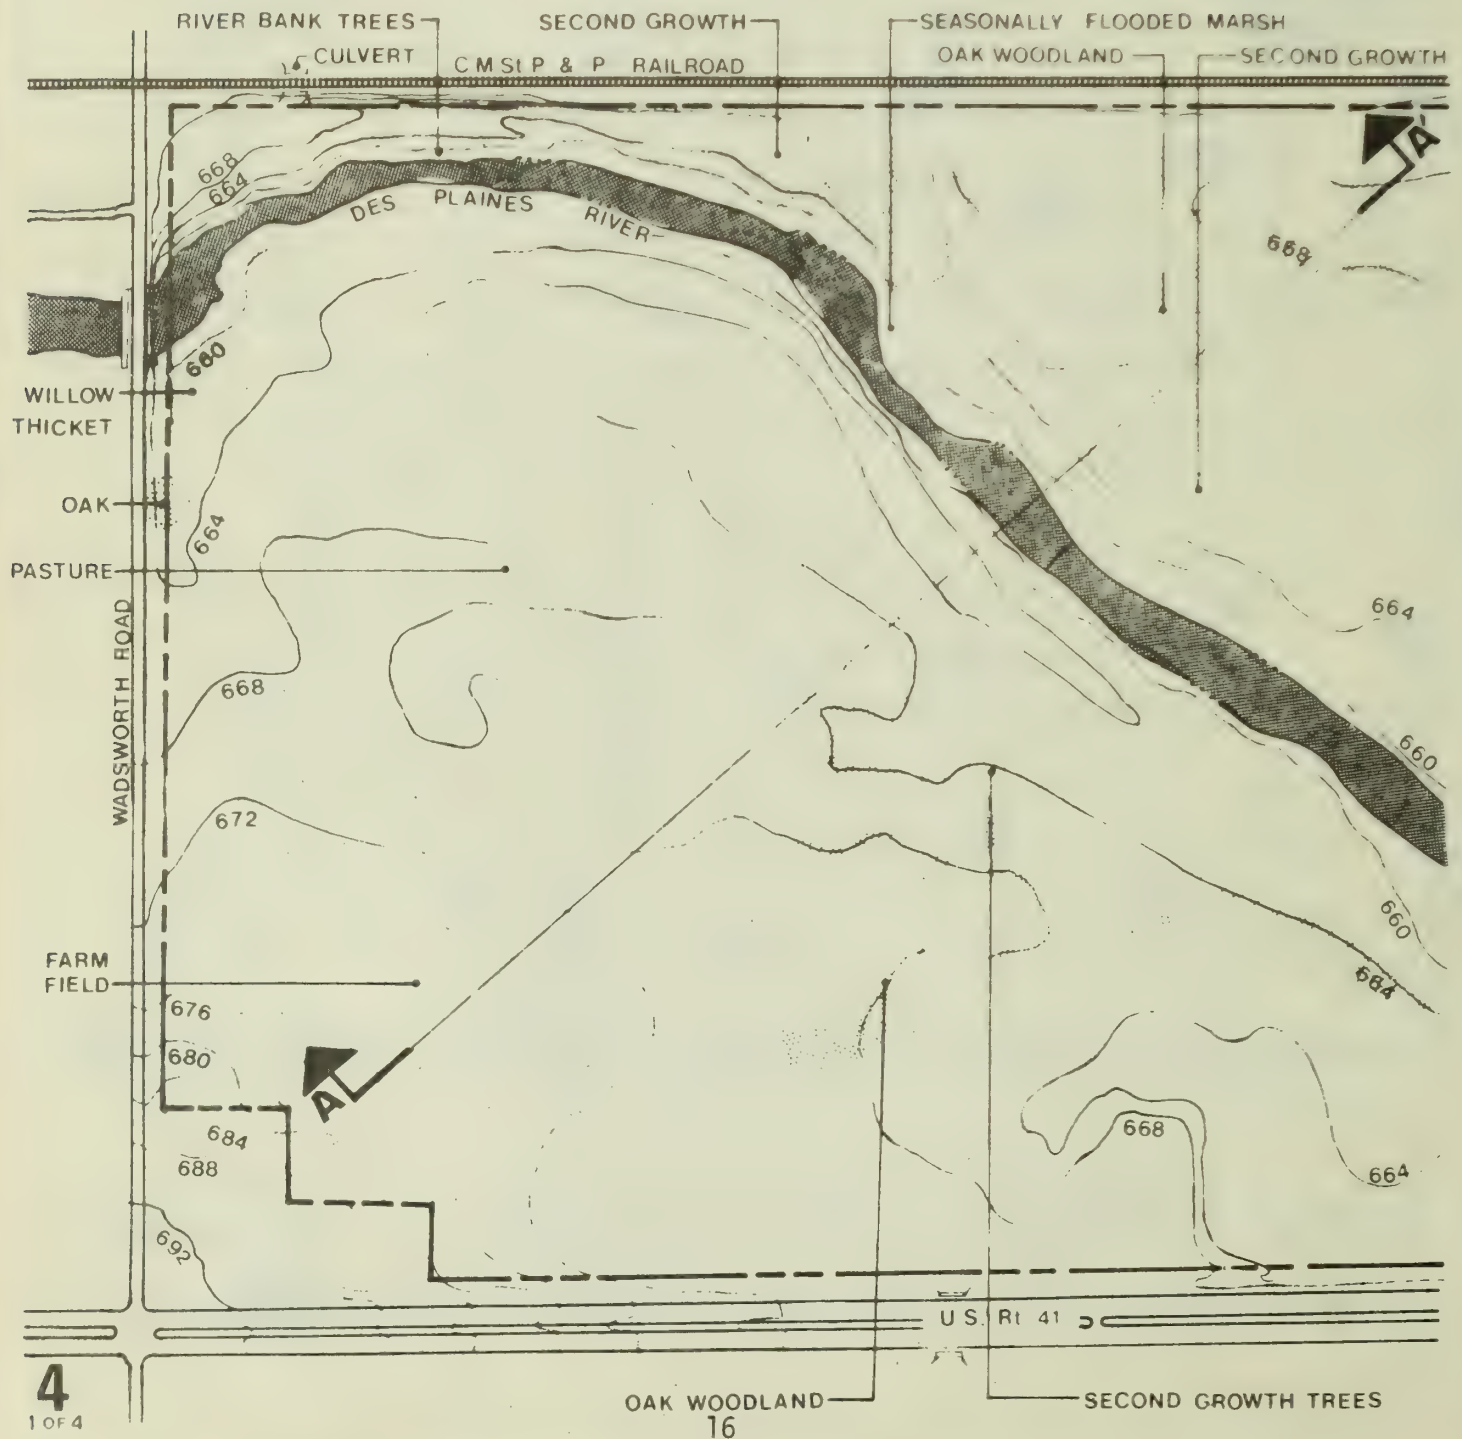 RIVER BANK TREES
SECOND GROWTH
SEASONALLY FLOODED MARSH
CULVERT
C M St P & P RAILROAD
OAK WOODLAND
SECOND GROWTH
A'
668
664
DES PLAINES RIVER
668
660
WILLOW
THICKET
OAK
664
PASTURE
664
WADSWORTH ROAD
668
660
672
660
FARM
FIELD
664
676
680
A
684
668
688
664
692
U.S. Rt 41
4
1 OF 4
OAK WOODLAND
SECOND GROWTH TREES
16